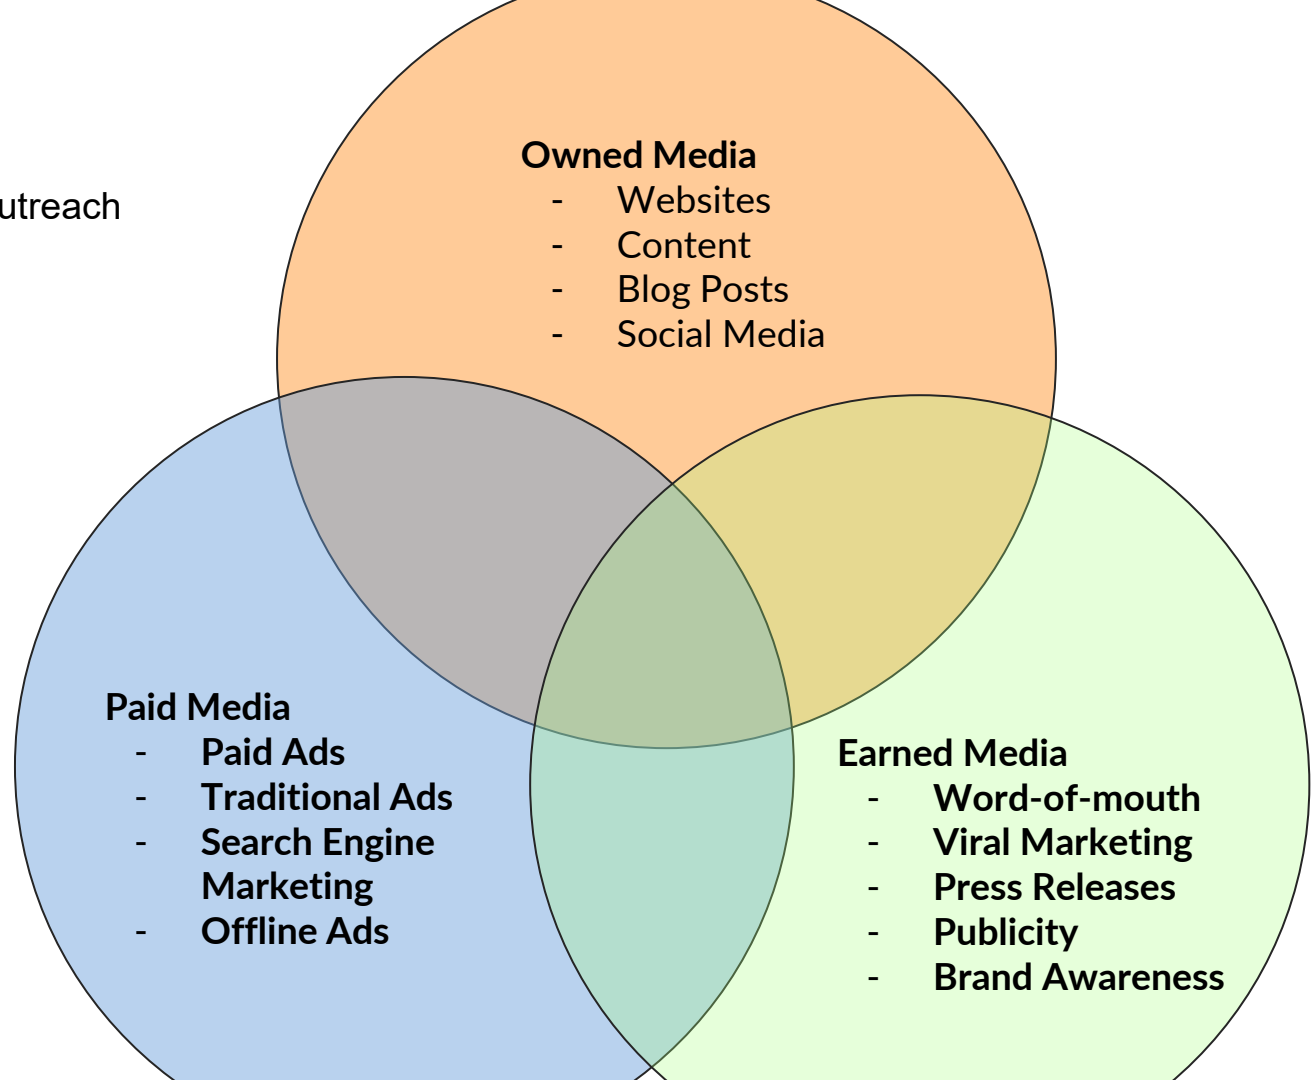 Owned Media
- Websites
utreach
- Content
- Blog Posts
- Social Media
Paid Media
- Paid Ads
- Traditional Ads
- Search Engine
Marketing
- Offline Ads
Earned Media
- Word-of-mouth
- Viral Marketing
- Press Releases
- Publicity
- Brand Awareness